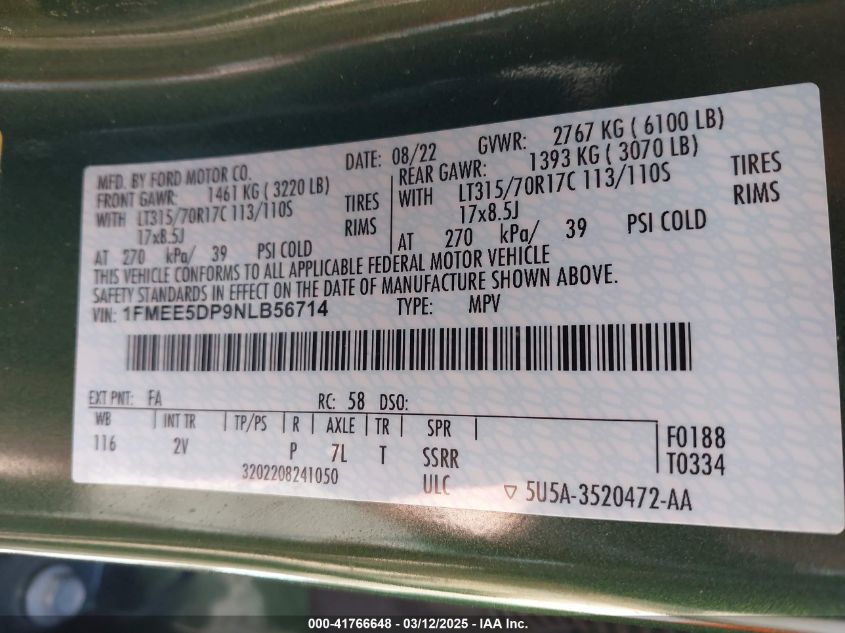 MFD. BY FORD MOTOR CO. DATE: 08/22 GVWR: 2767 KG ( 6100 LB)
FRONT GAWR: 1461 KG ( 3220 LB) REAR GAWR: 1393 KG ( 3070 LB)
WITH LT315/70R17C 113/110S TIRES WITH LT315/70R17C 113/110S TIRES
17x8.5J RIMS 17x8.5J RIMS
AT 270 kPa/ 39 PSI COLD AT 270 kPa/ 39 PSI COLD
THIS VEHICLE CONFORMS TO ALL APPLICABLE FEDERAL MOTOR VEHICLE
SAFETY STANDARDS IN EFFECT ON THE DATE OF MANUFACTURE SHOWN ABOVE.
VIN: 1FMEE5DP9NLB56714 TYPE: MPV
EXT PNT: FA RC: 58 DSO:
WB INT TR TP/PS R AXLE TR SPR
116 2V P 7L T SSRR
F0188
T0334
3202208241050 ULC ▽ 5U5A-3520472-AA
000-41766648 - 03/12/2025 - IAA Inc.